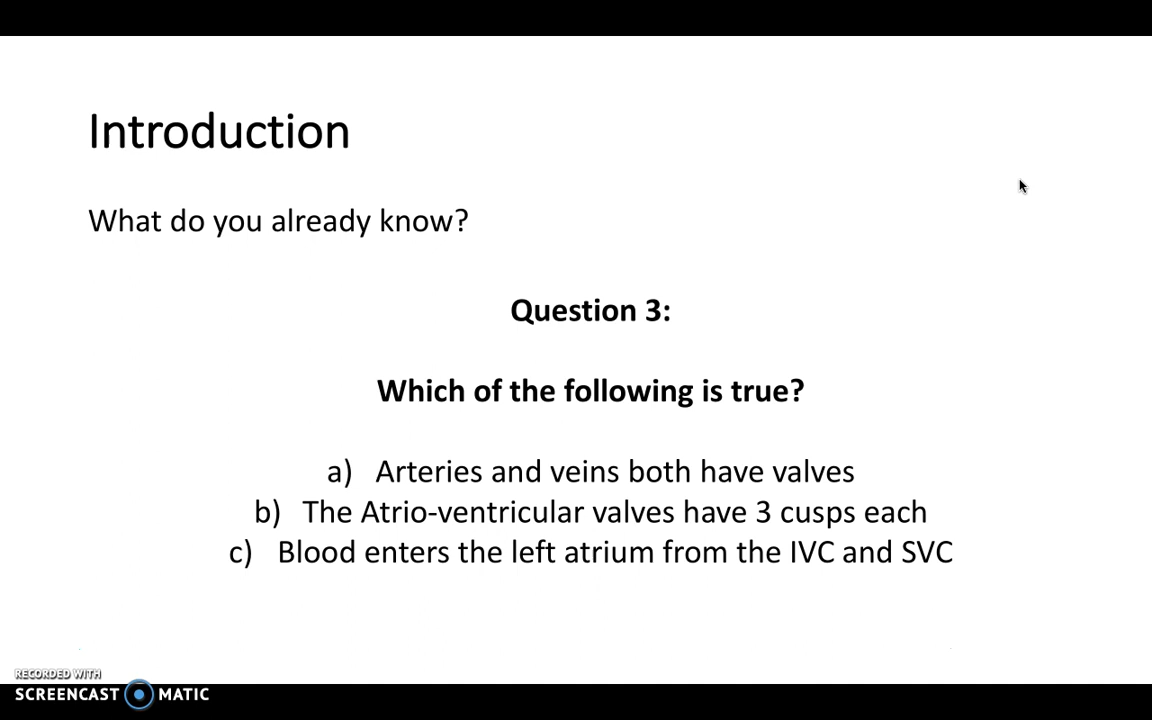 Introduction
What do you already know?
Question 3:
Which of the following is true?
a) Arteries and veins both have valves
b) The Atrio-ventricular valves have 3 cusps each
c) Blood enters the left atrium from the IVC and SVC
RECORDED WITH
SCREENCAST MATIC